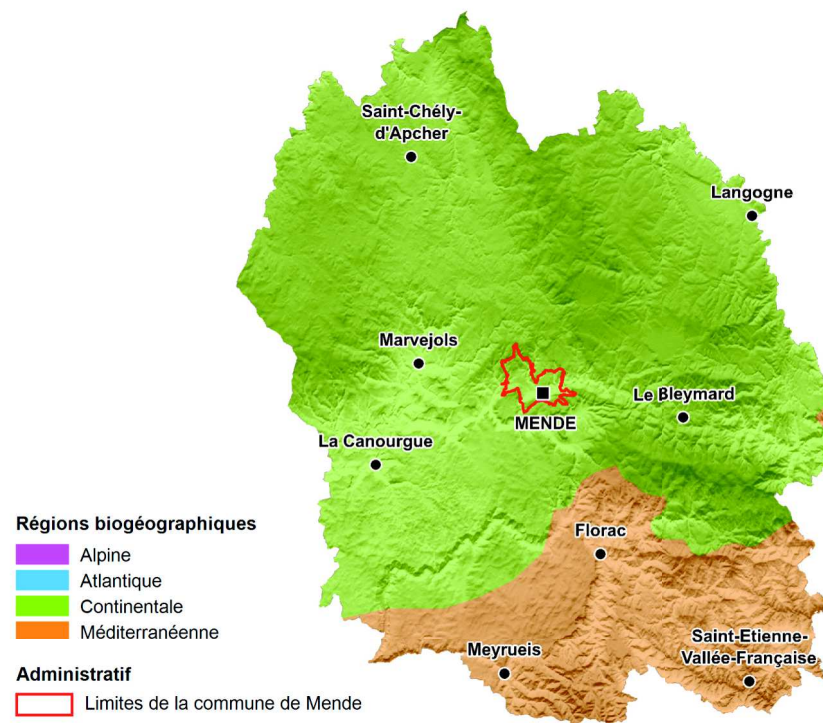 Saint-Chély-
d'Apcher
Langogne
Marvejols
Le Bleymard
MENDE
La Canourgue
Régions biogéographiques
Alpine
Atlantique
Continentale
Méditerranéenne
Florac
Meyrueis
Saint-Etienne-
Vallée-Française
Administratif
Limites de la commune de Mende